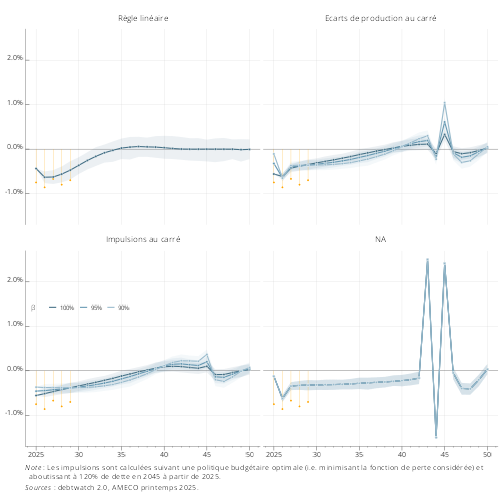 Règle linéaire
Ecarts de production au carré
2.0%
1.0%
0.0%
-1.0%
Impulsions au carré
NA
2.0%
1.0%
0.0%
-1.0%
β 100% 95% 90%
2025 30 35 40 45 50
2025 30 35 40 45 50
Note : Les impulsions sont calculées suivant une politique budgétaire optimale (i.e. minimisant la fonction de perte considérée) et
aboutissant à 120% de dette en 2045 à partir de 2025.
Sources : debtwatch 2.0, AMECO printemps 2025.